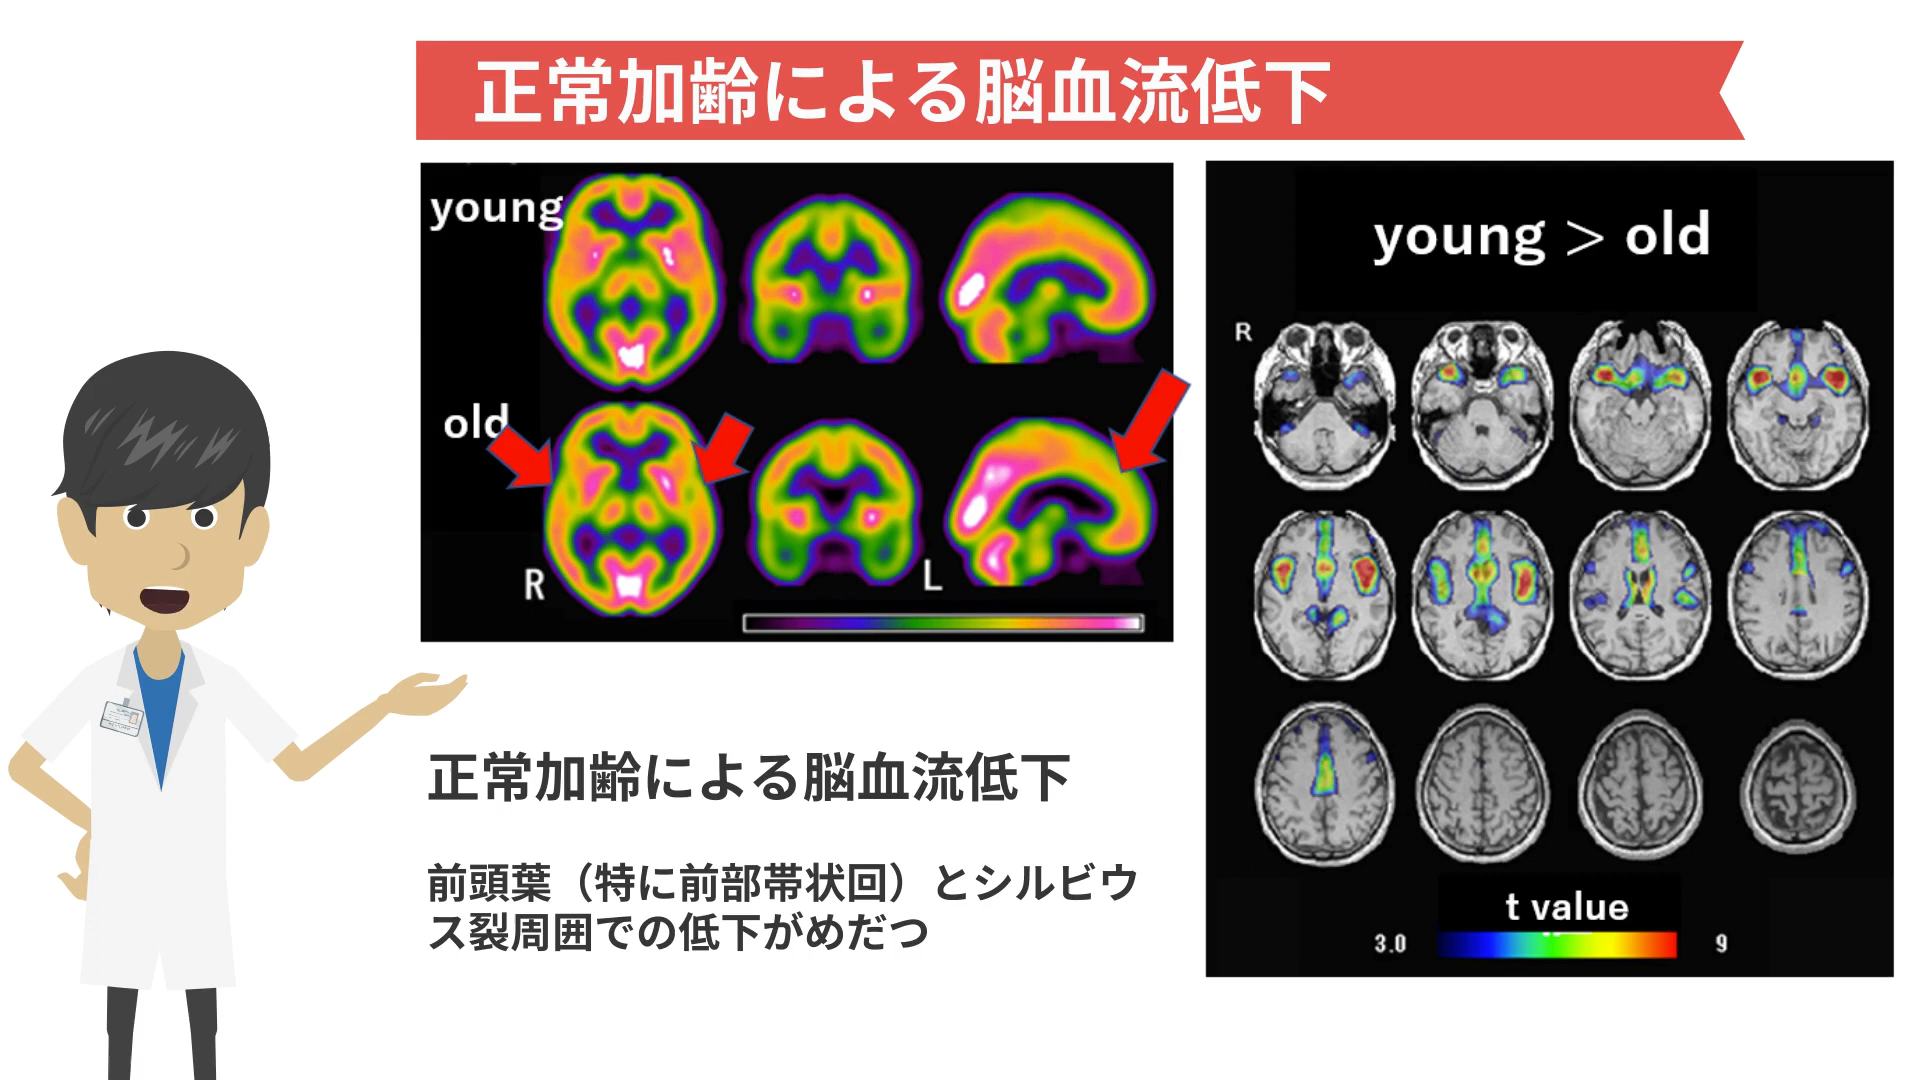 正常加齢による脳血流低下
young
old
R
L
young > old
R
t value
3.0
9
正常加齢による脳血流低下
前頭葉（特に前部帯状回）とシルビウ
ス裂周囲での低下がめだつ